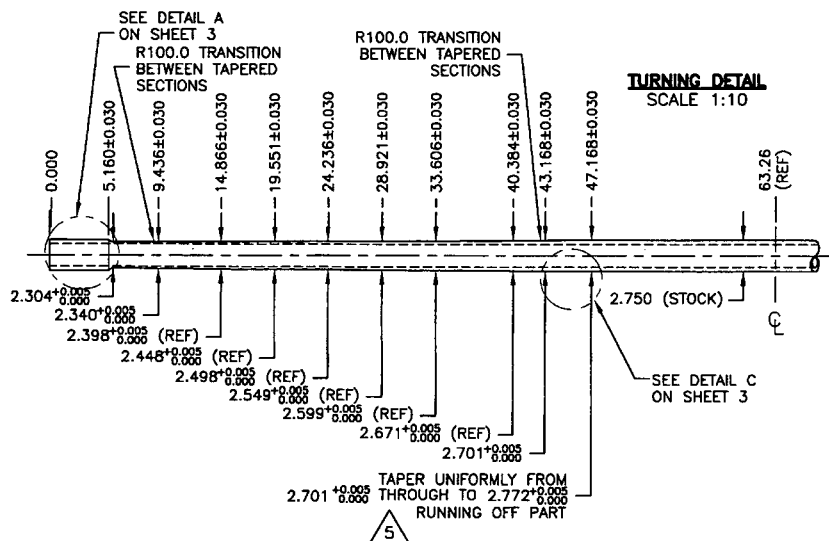 SEE DETAIL A
ON SHEET 3
R100.0 TRANSITION
BETWEEN TAPERED
SECTIONS
R100.0 TRANSITION
BETWEEN TAPERED
SECTIONS
TURNING DETAIL
SCALE 1:10
0.000
5.160±0.030
9.436±0.030
14.866±0.030
19.551±0.030
24.236±0.030
28.921±0.030
33.606±0.030
40.384±0.030
43.168±0.030
47.168±0.030
63.26
(REF)
2.304+0.005 0.000
2.340+0.005 0.000
2.398+0.005 0.000 (REF)
2.448+0.005 0.000 (REF)
2.498+0.005 0.000 (REF)
2.549+0.005 0.000 (REF)
2.599+0.005 0.000 (REF)
2.671+0.005 0.000 (REF)
2.701+0.005 0.000
2.750 (STOCK)
℄
SEE DETAIL C
ON SHEET 3
TAPER UNIFORMLY FROM
2.701 +0.005 0.000 THROUGH TO 2.772+0.005 0.000
RUNNING OFF PART
5